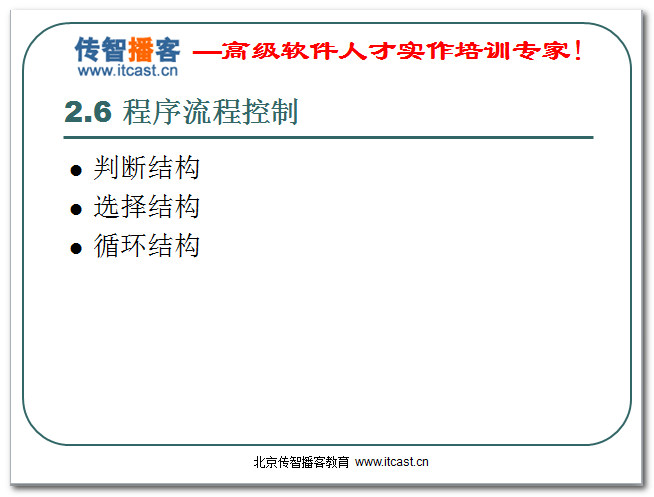 传智播客 —高级软件人才实作培训专家!
www.itcast.cn
2.6 程序流程控制
● 判断结构
● 选择结构
● 循环结构
北京传智播客教育 www.itcast.cn